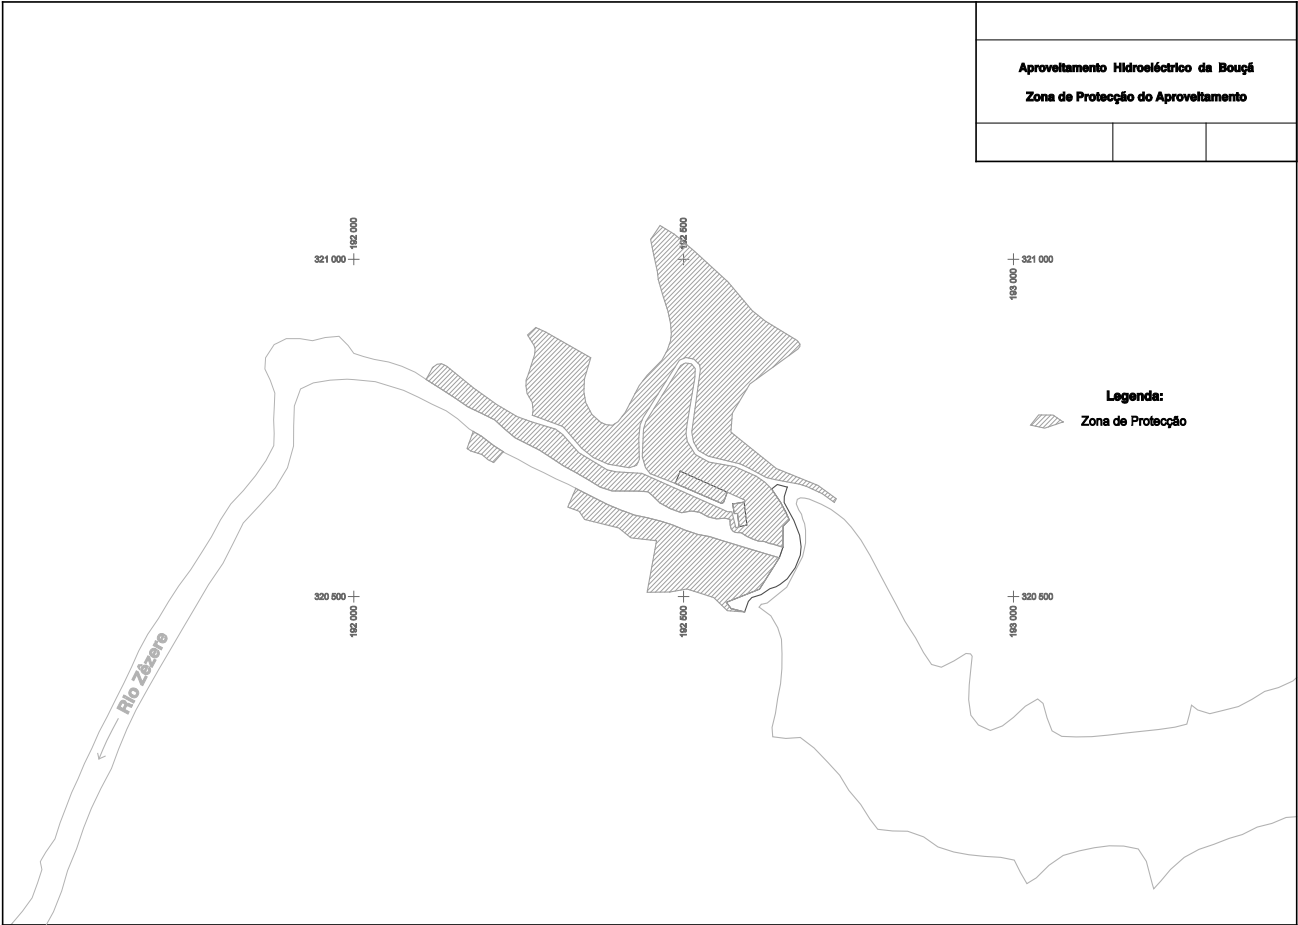 Aproveitamento Hidroeléctrico da Bouçã
Zona de Protecção do Aproveitamento
192 000
192 500
321 000
321 000
193 000
Legenda:
Zona de Protecção
320 500
320 500
192 000
192 500
193 000
Rio Zêzere